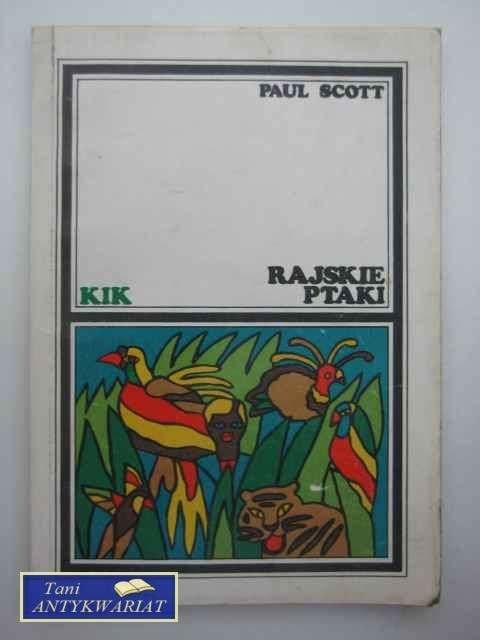 PAUL SCOTT
RAJSKIE
PTAKI
KIK
Tani
ANTYKWARIAT